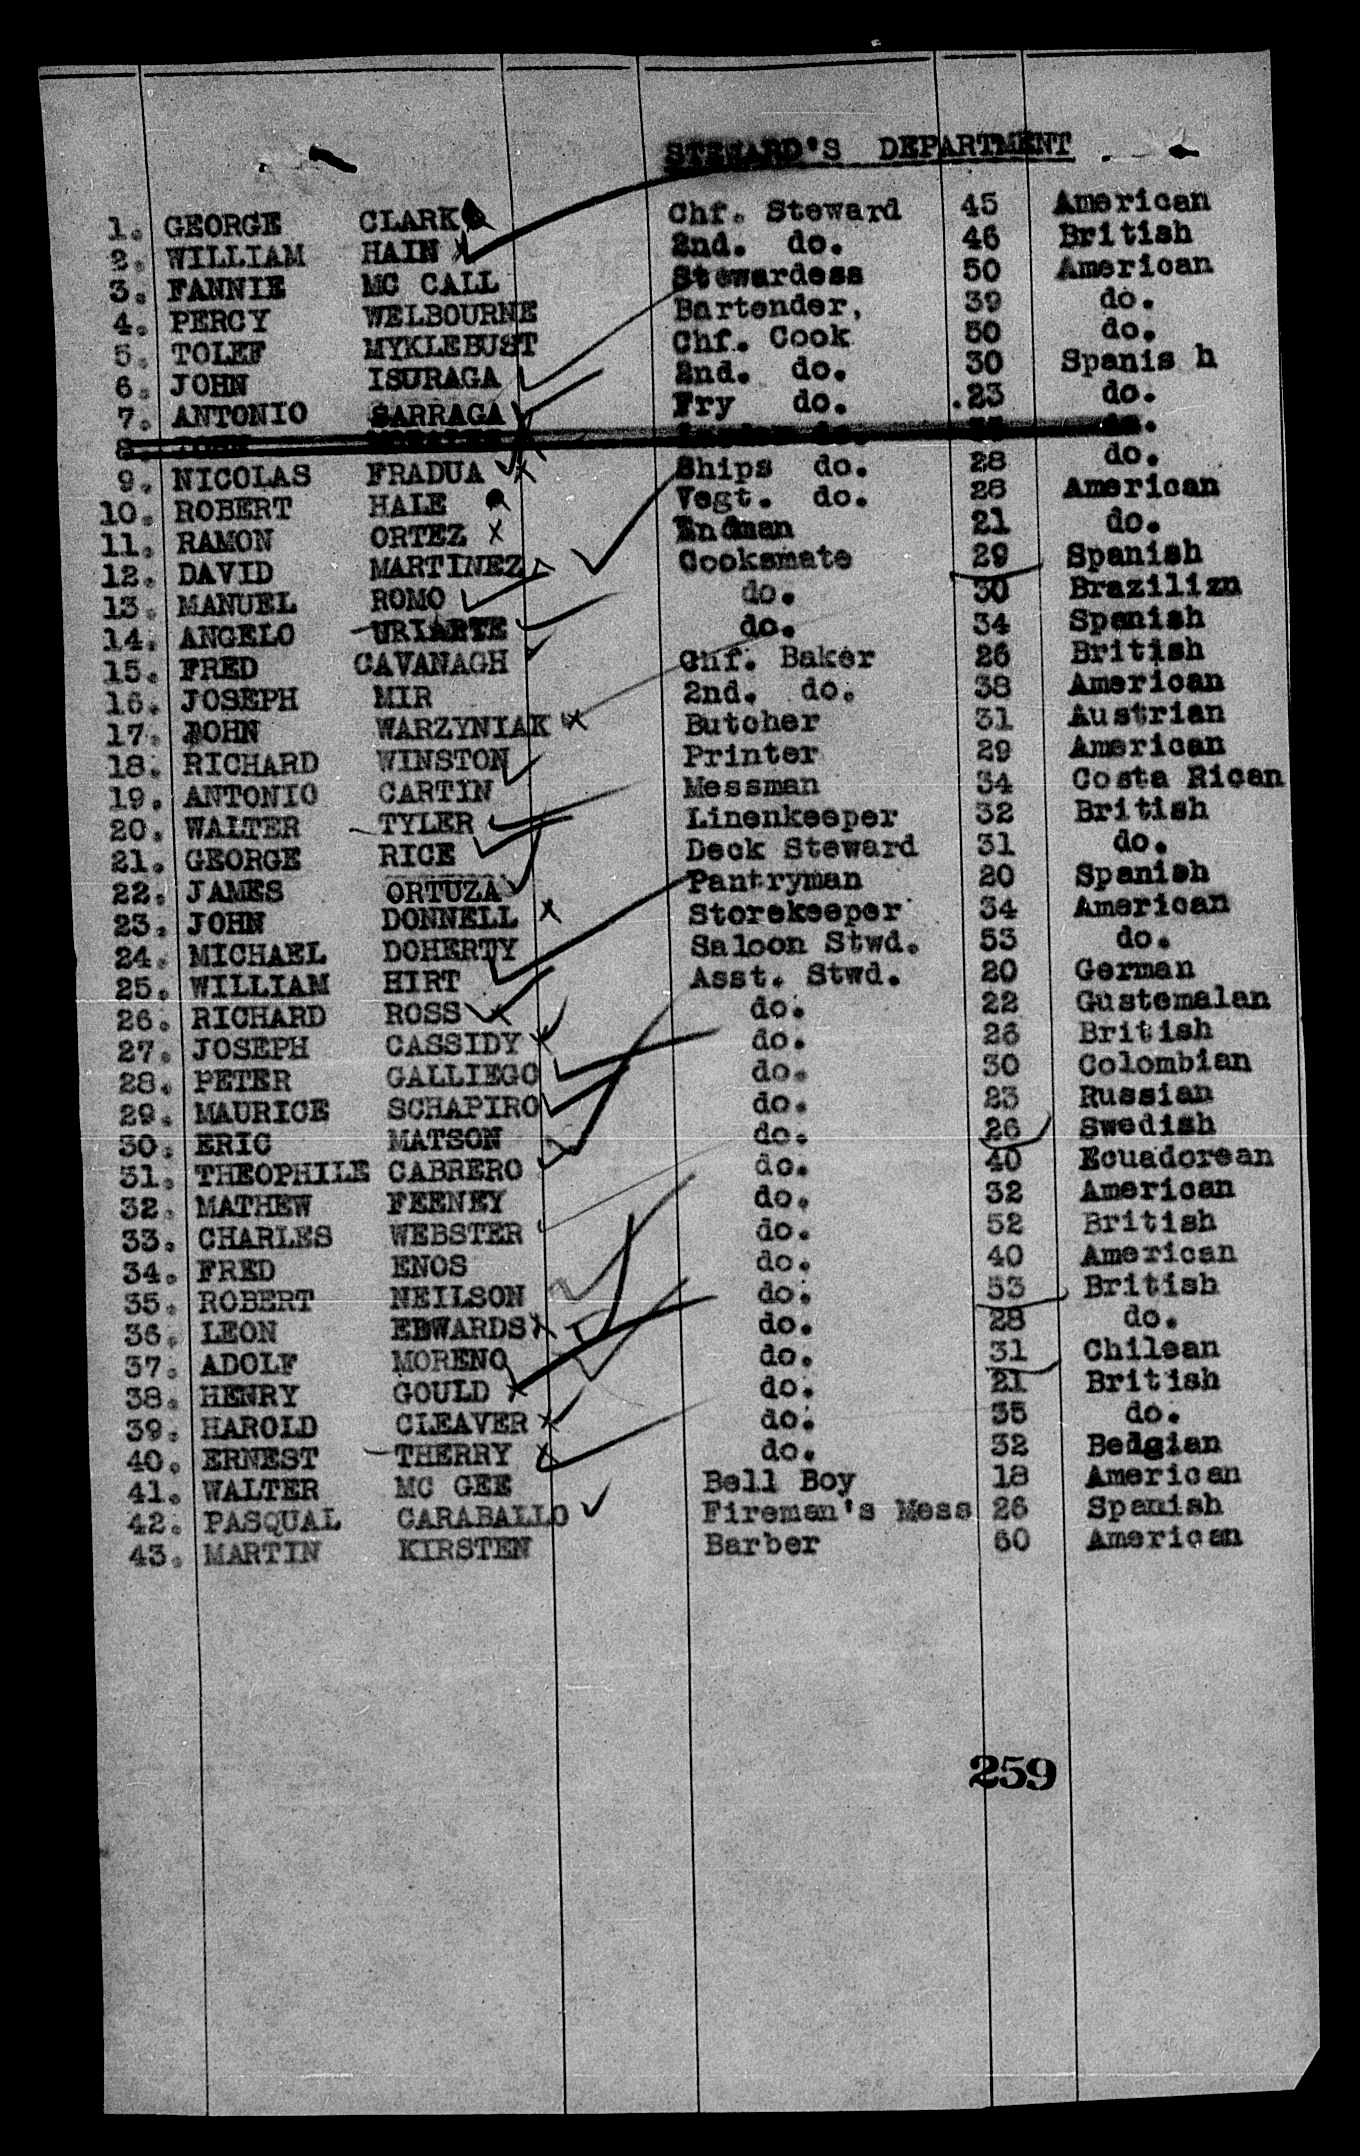 STEWARD'S DEPARTMENT
1. GEORGE CLARK Chf. Steward 45 American
2. WILLIAM HAIN 2nd. do. 46 British
3. FANNIE MC CALL Stewardess 50 American
4. PERCY WELBOURNE Bartender, 39 do.
5. TOLEF MYKLEBUST Chf. Cook 50 do.
6. JOHN ISURAGA 2nd. do. 30 Spanis h
7. ANTONIO SARRAGA Fry do. .23 do.
8. do.
9. NICOLAS FRADUA Ships do. 28 do.
10. ROBERT HALE Vegt. do. 28 American
11. RAMON ORTEZ Endman 21 do.
12. DAVID MARTINEZ Cooksmate 29 Spanish
13. MANUEL ROMO do. 30 Brazilizn
14. ANGELO URIARTE do. 34 Spanish
15. FRED CAVANAGH Chf. Baker 26 British
16. JOSEPH MIR 2nd. do. 38 American
17. JOHN WARZYNIAK Butcher 31 Austrian
18. RICHARD WINSTON Printer 29 American
19. ANTONIO CARTIN Messman 34 Costa Rican
20. WALTER TYLER Linenkeeper 32 British
21. GEORGE RICE Deck Steward 31 do.
22. JAMES ORTUZA Pantryman 20 Spanish
23. JOHN DONNELL Storekeeper 34 American
24. MICHAEL DOHERTY Saloon Stwd. 53 do.
25. WILLIAM HIRT Asst. Stwd. 20 German
26. RICHARD ROSS do. 22 Gustemalan
27. JOSEPH CASSIDY do. 26 British
28. PETER GALLIEGO do. 30 Colombian
29. MAURICE SCHAPIRO do. 23 Russian
30. ERIC MATSON do. 26 Swedish
31. THEOPHILE CABRERO do. 40 Ecuadorean
32. MATHEW FEENEY do. 32 American
33. CHARLES WEBSTER do. 52 British
34. FRED ENOS do. 40 American
35. ROBERT NEILSON do. 53 British
36. LEON EDWARDS do. 28 do.
37. ADOLF MORENO do. 31 Chilean
38. HENRY GOULD do. 21 British
39. HAROLD CLEAVER do. 35 do.
40. ERNEST THERRY do. 32 Bedgian
41. WALTER MC GEE Bell Boy 18 American
42. PASQUAL CARABALLO Fireman's Mess 26 Spanish
43. MARTIN KIRSTEN Barber 60 American
259